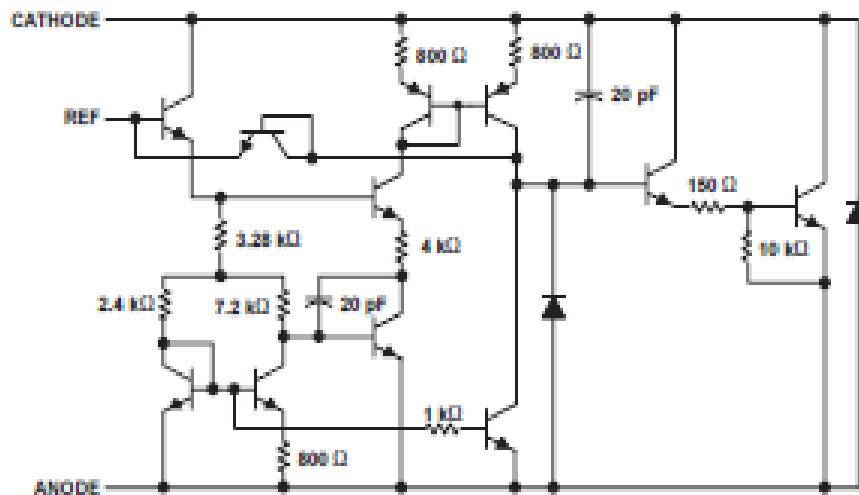 CATHODE
800 Ω
800 Ω
20 pF
REF
150 Ω
3.28 kΩ
4 kΩ
10 kΩ
2.4 kΩ
7.2 kΩ
20 pF
1 kΩ
800 Ω
ANODE